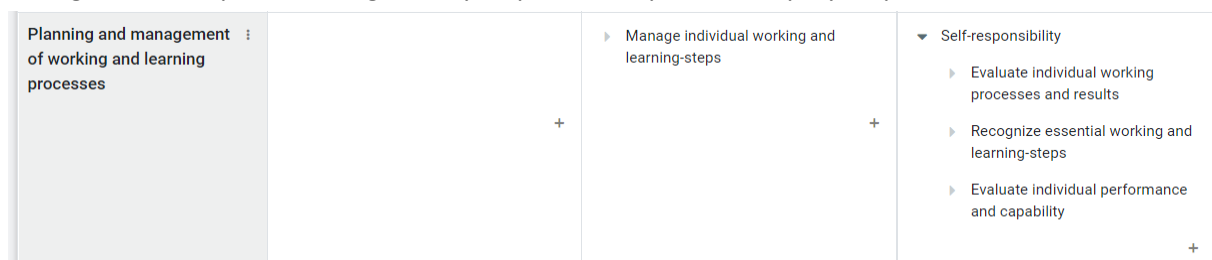 Planning and management
of working and learning
processes
+
Manage individual working and
learning-steps
+
Self-responsibility
Evaluate individual working
processes and results
Recognize essential working and
learning-steps
Evaluate individual performance
and capability
+